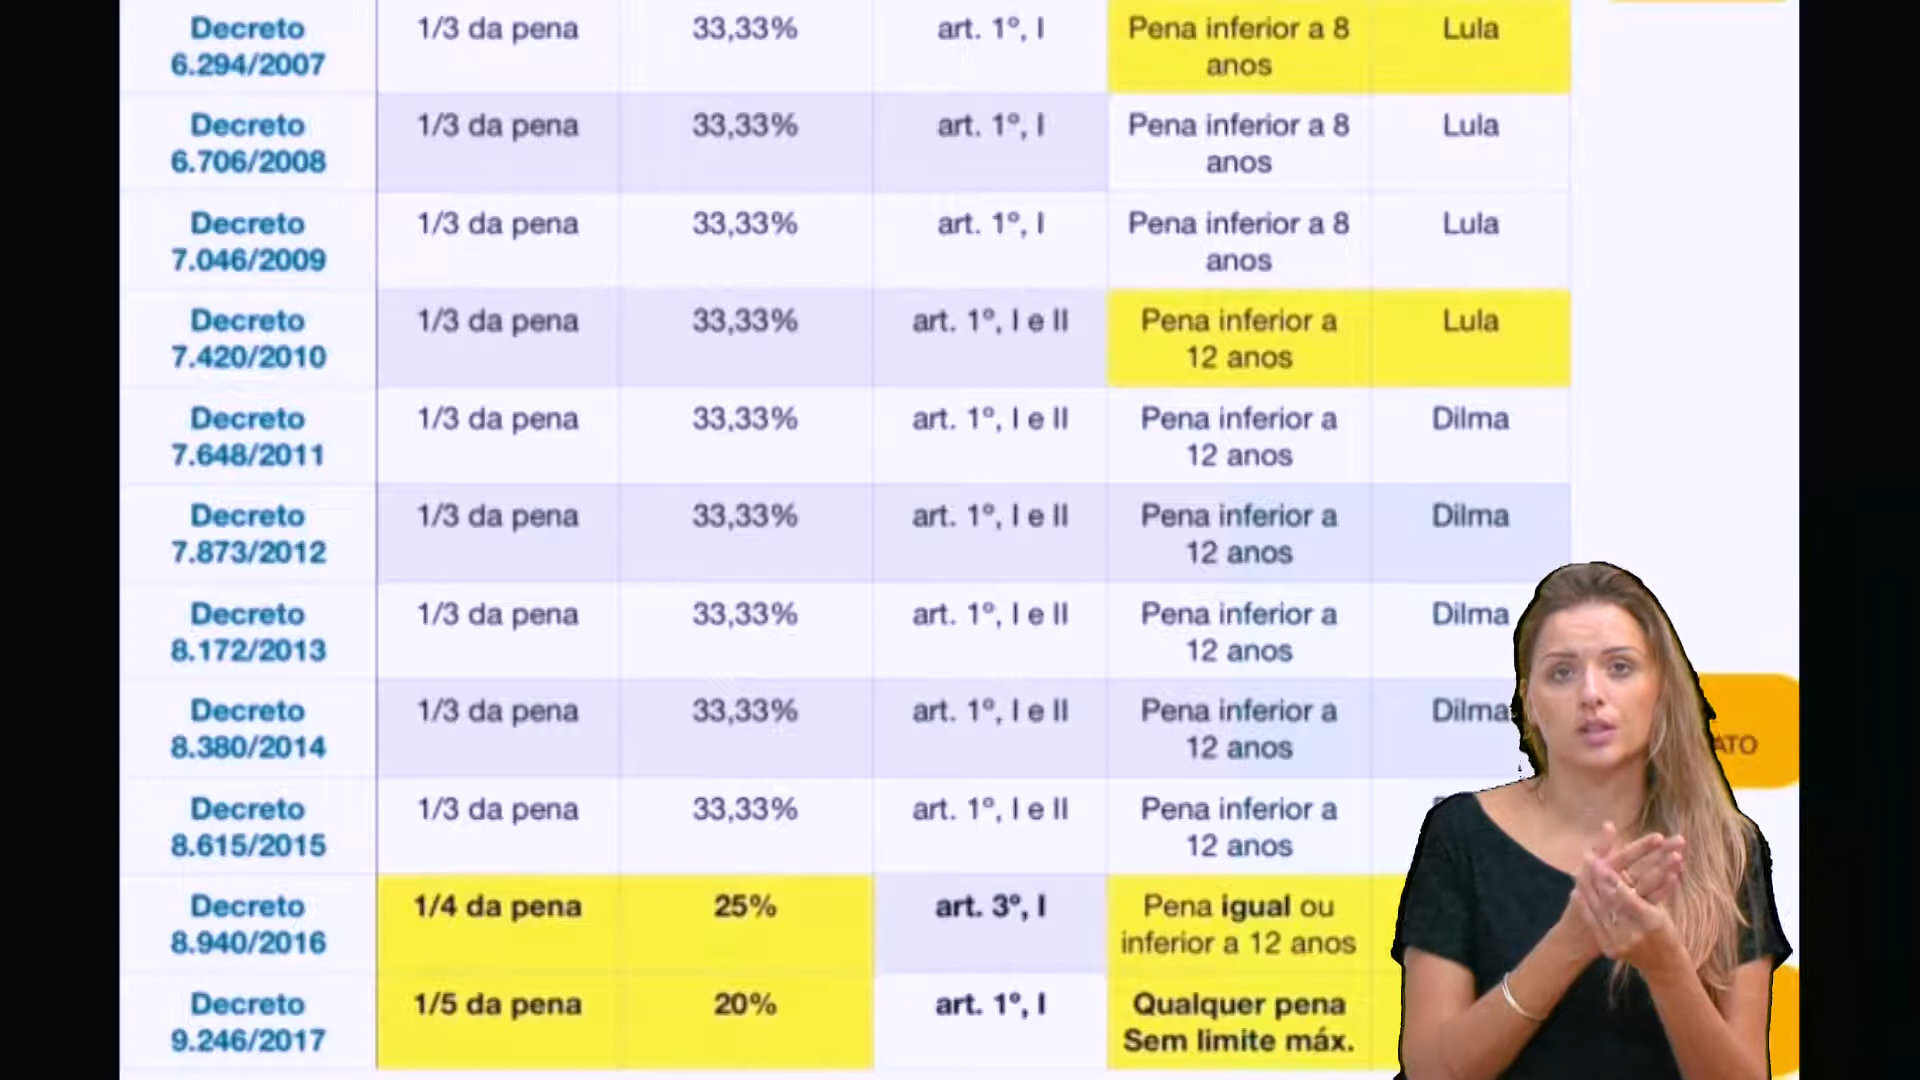 Decreto 1/3 da pena 33,33% art. 1º, I Pena inferior a 8 Lula
6.294/2007 anos
Decreto 1/3 da pena 33,33% art. 1º, I Pena inferior a 8 Lula
6.706/2008 anos
Decreto 1/3 da pena 33,33% art. 1º, I Pena inferior a 8 Lula
7.046/2009 anos
Decreto 1/3 da pena 33,33% art. 1º, I e II Pena inferior a Lula
7.420/2010 12 anos
Decreto 1/3 da pena 33,33% art. 1º, I e II Pena inferior a Dilma
7.648/2011 12 anos
Decreto 1/3 da pena 33,33% art. 1º, I e II Pena inferior a Dilma
7.873/2012 12 anos
Decreto 1/3 da pena 33,33% art. 1º, I e II Pena inferior a Dilma
8.172/2013 12 anos
Decreto 1/3 da pena 33,33% art. 1º, I e II Pena inferior a Dilma
8.380/2014 12 anos
ATO
Decreto 1/3 da pena 33,33% art. 1º, I e II Pena inferior a
8.615/2015 12 anos
Decreto 1/4 da pena 25% art. 3º, I Pena igual ou
8.940/2016 inferior a 12 anos
Decreto 1/5 da pena 20% art. 1º, I Qualquer pena
9.246/2017 Sem limite máx.